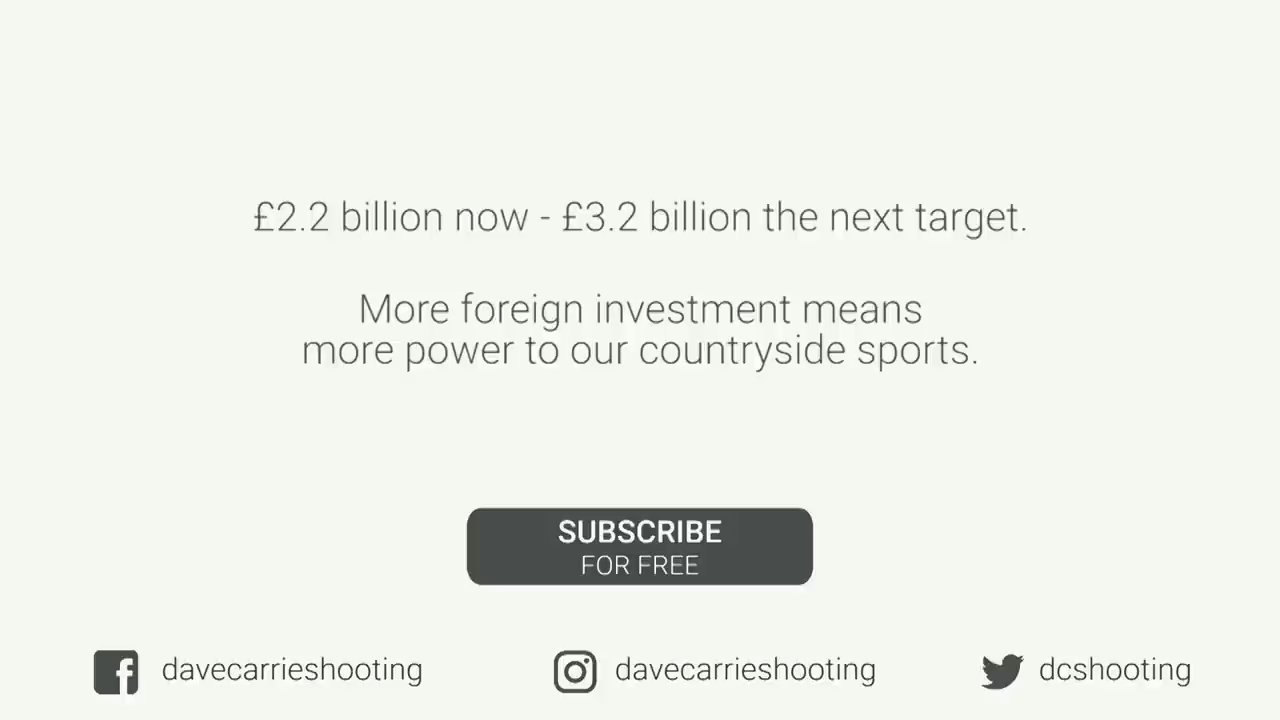 £2.2 billion now - £3.2 billion the next target.
More foreign investment means
more power to our countryside sports.
SUBSCRIBE
FOR FREE
davecarrieshooting
davecarrieshooting
dcshooting